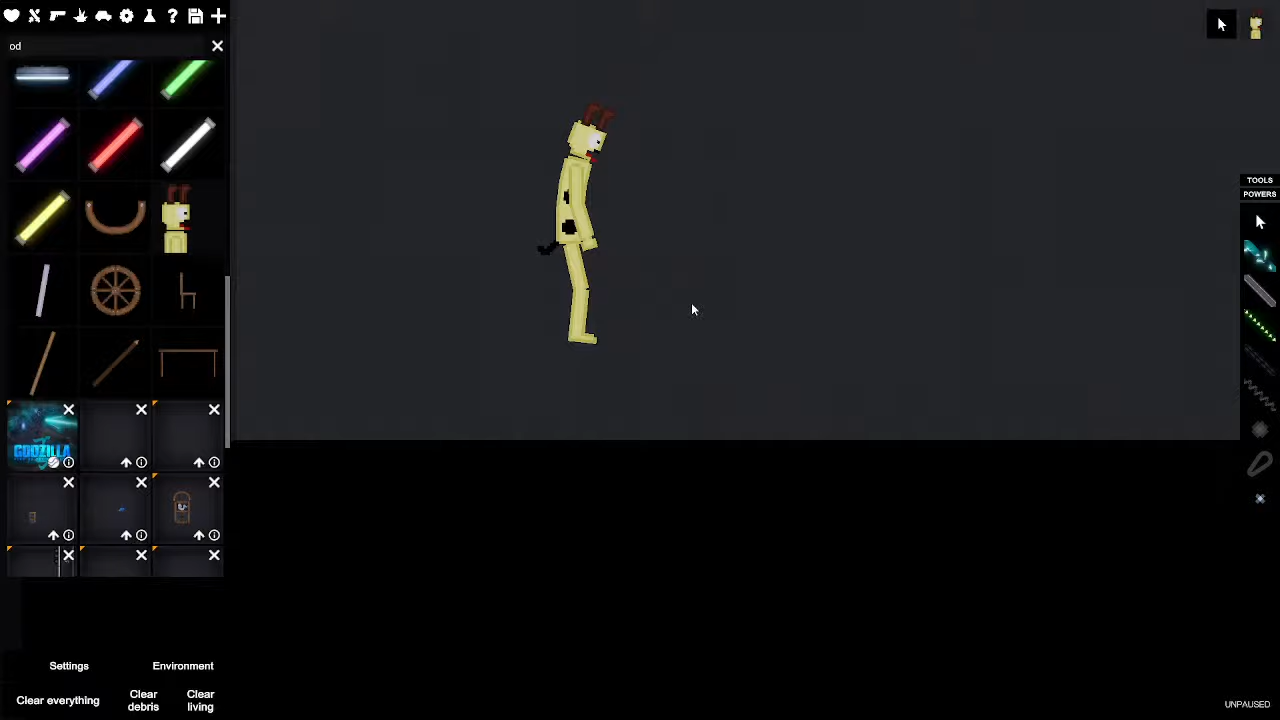 od
TOOLS
POWERS
GODZILLA
Settings
Environment
Clear everything
Clear debris
Clear living
UNPAUSED